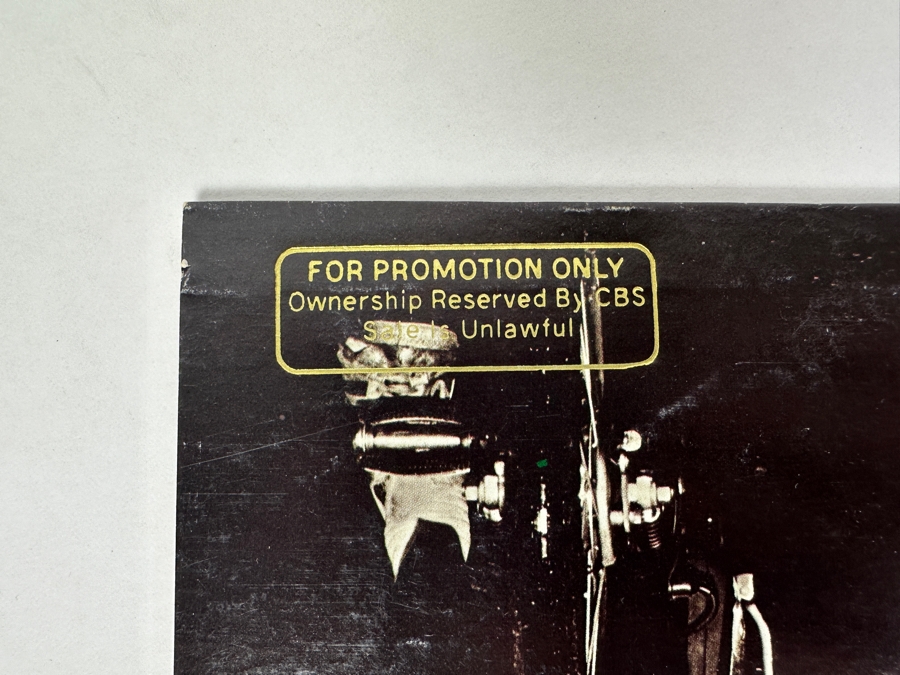 FOR PROMOTION ONLY
Ownership Reserved By CBS
Sale Is Unlawful